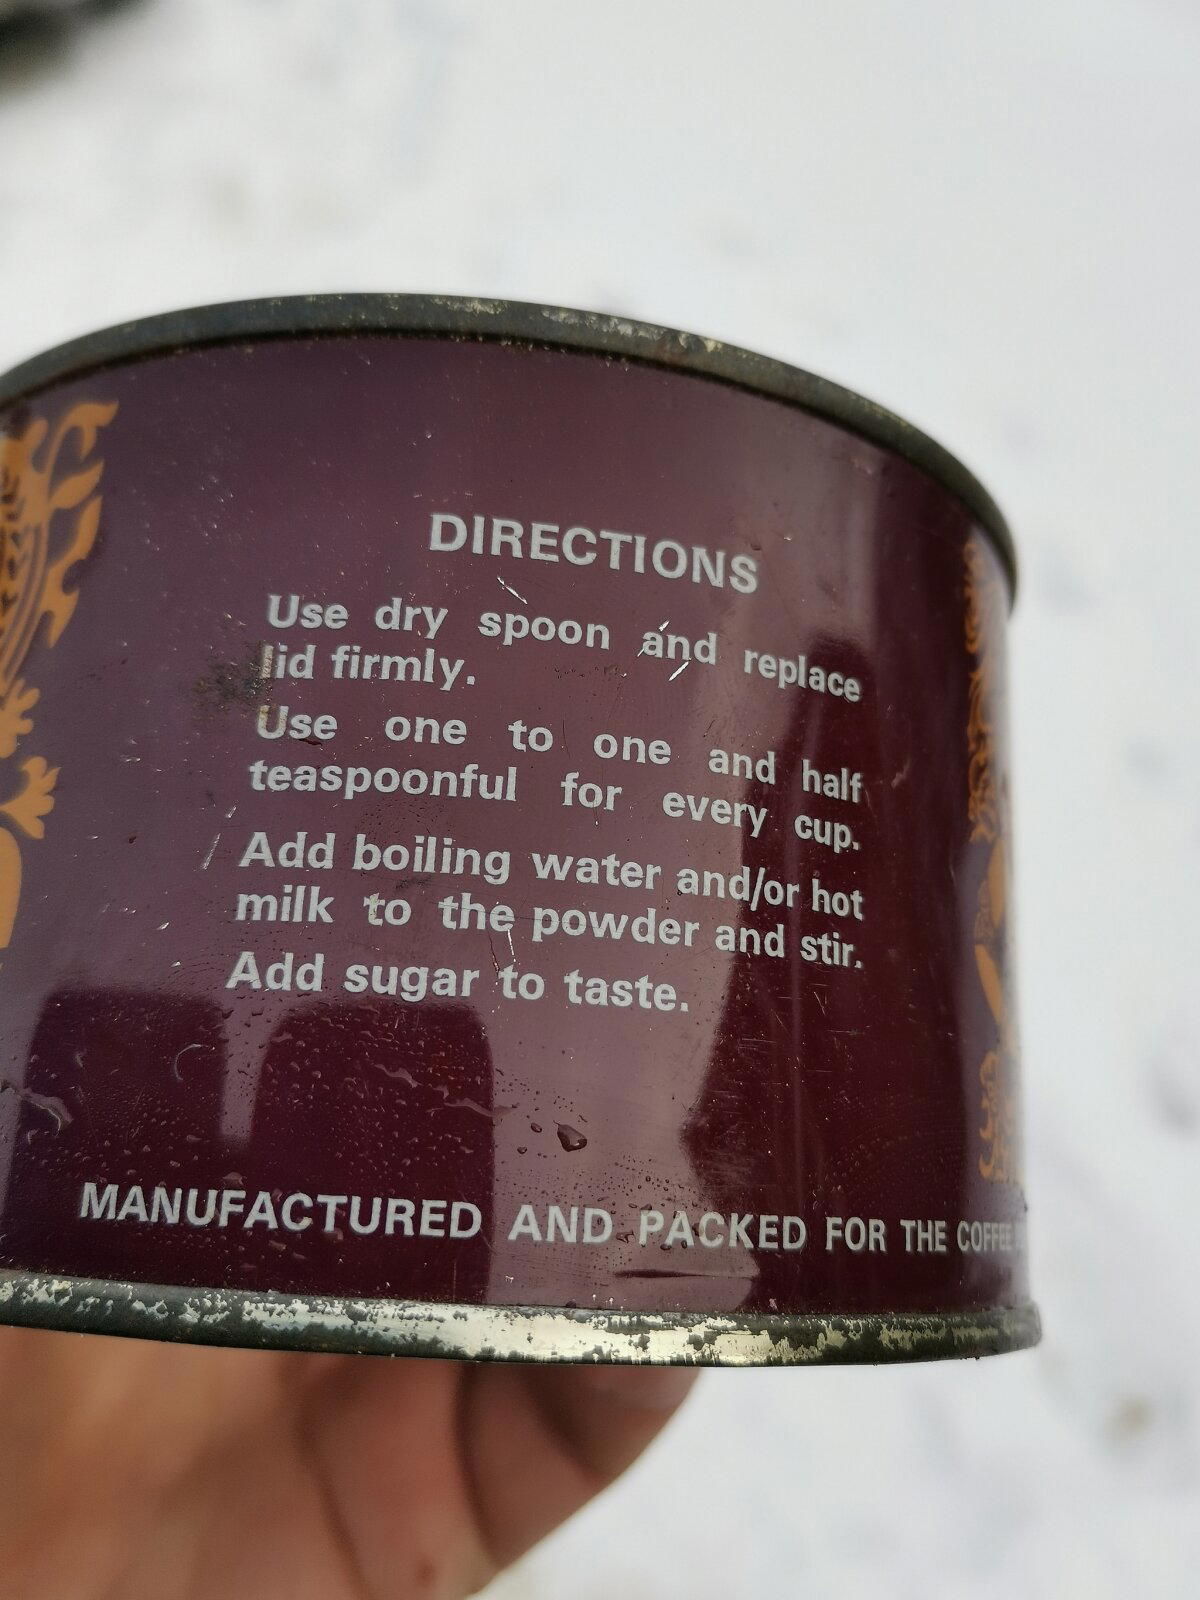 DIRECTIONS
Use dry spoon and replace
lid firmly.
Use one to one and half
teaspoonful for every cup.
Add boiling water and/or hot
milk to the powder and stir.
Add sugar to taste.
MANUFACTURED AND PACKED FOR THE COFFEE